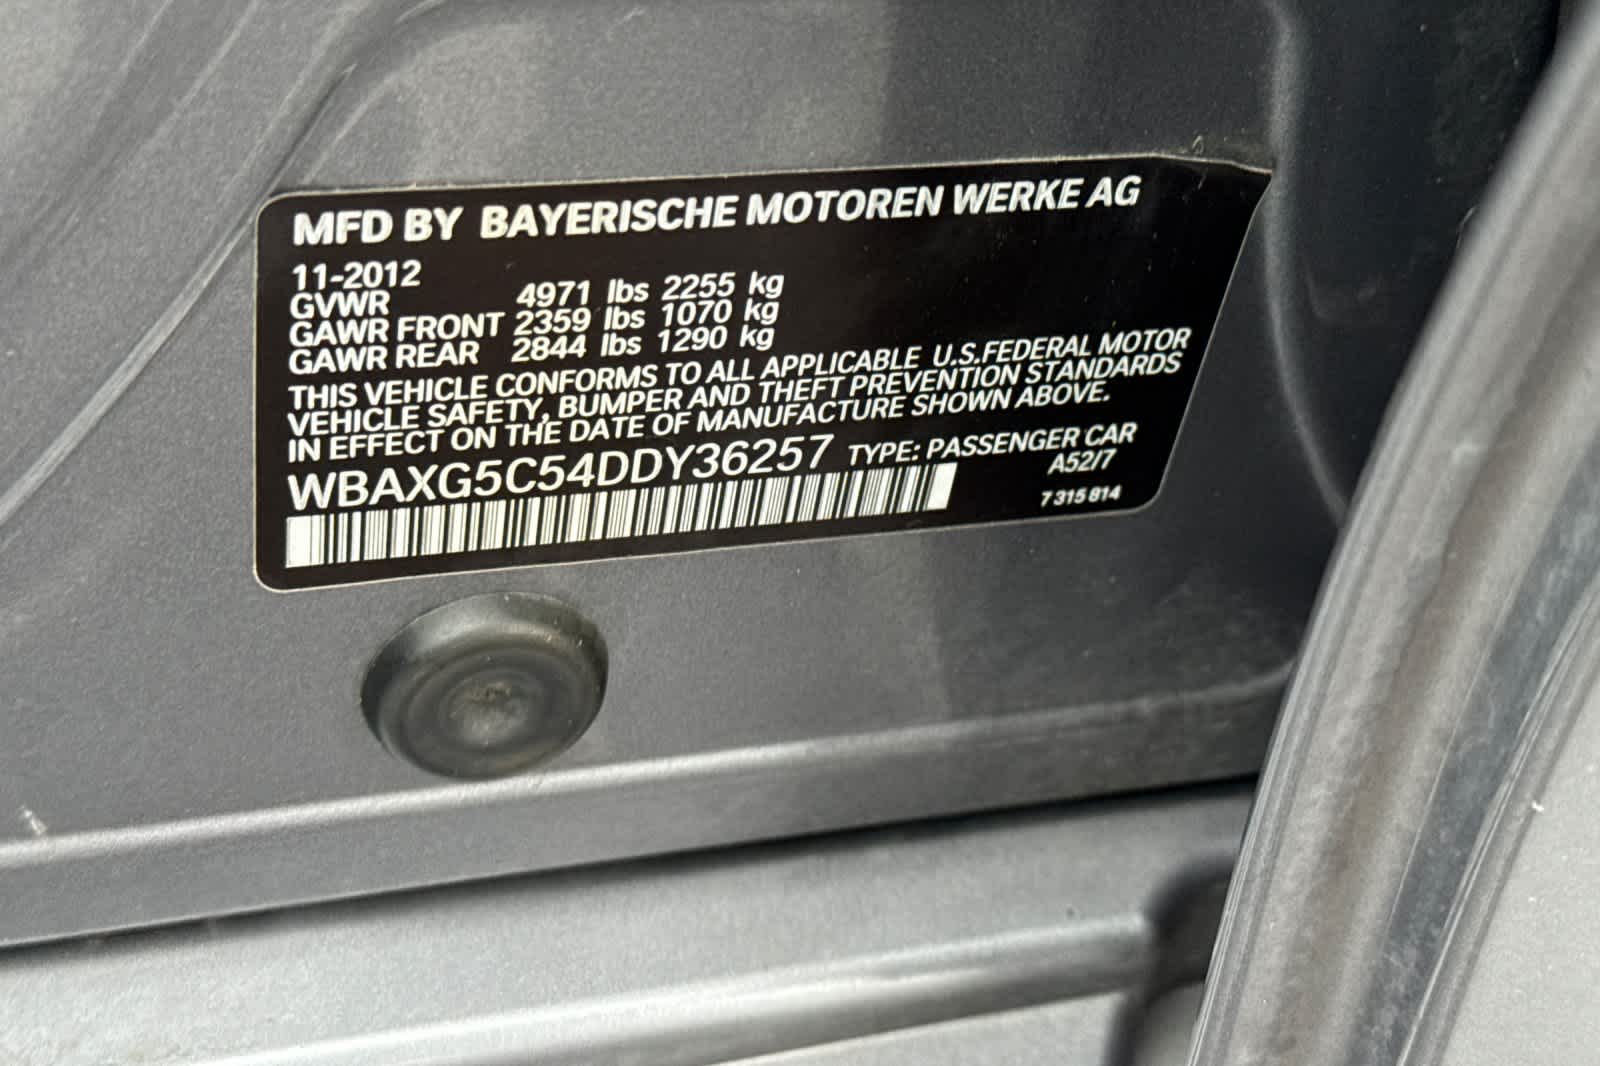 MFD BY BAYERISCHE MOTOREN WERKE AG
11-2012
GVWR 4971 lbs 2255 kg
GAWR FRONT 2359 lbs 1070 kg
GAWR REAR 2844 lbs 1290 kg
THIS VEHICLE CONFORMS TO ALL APPLICABLE U.S.FEDERAL MOTOR
VEHICLE SAFETY, BUMPER AND THEFT PREVENTION STANDARDS
IN EFFECT ON THE DATE OF MANUFACTURE SHOWN ABOVE.
WBAXG5C54DDY36257 TYPE: PASSENGER CAR
A52/7
7 315 814